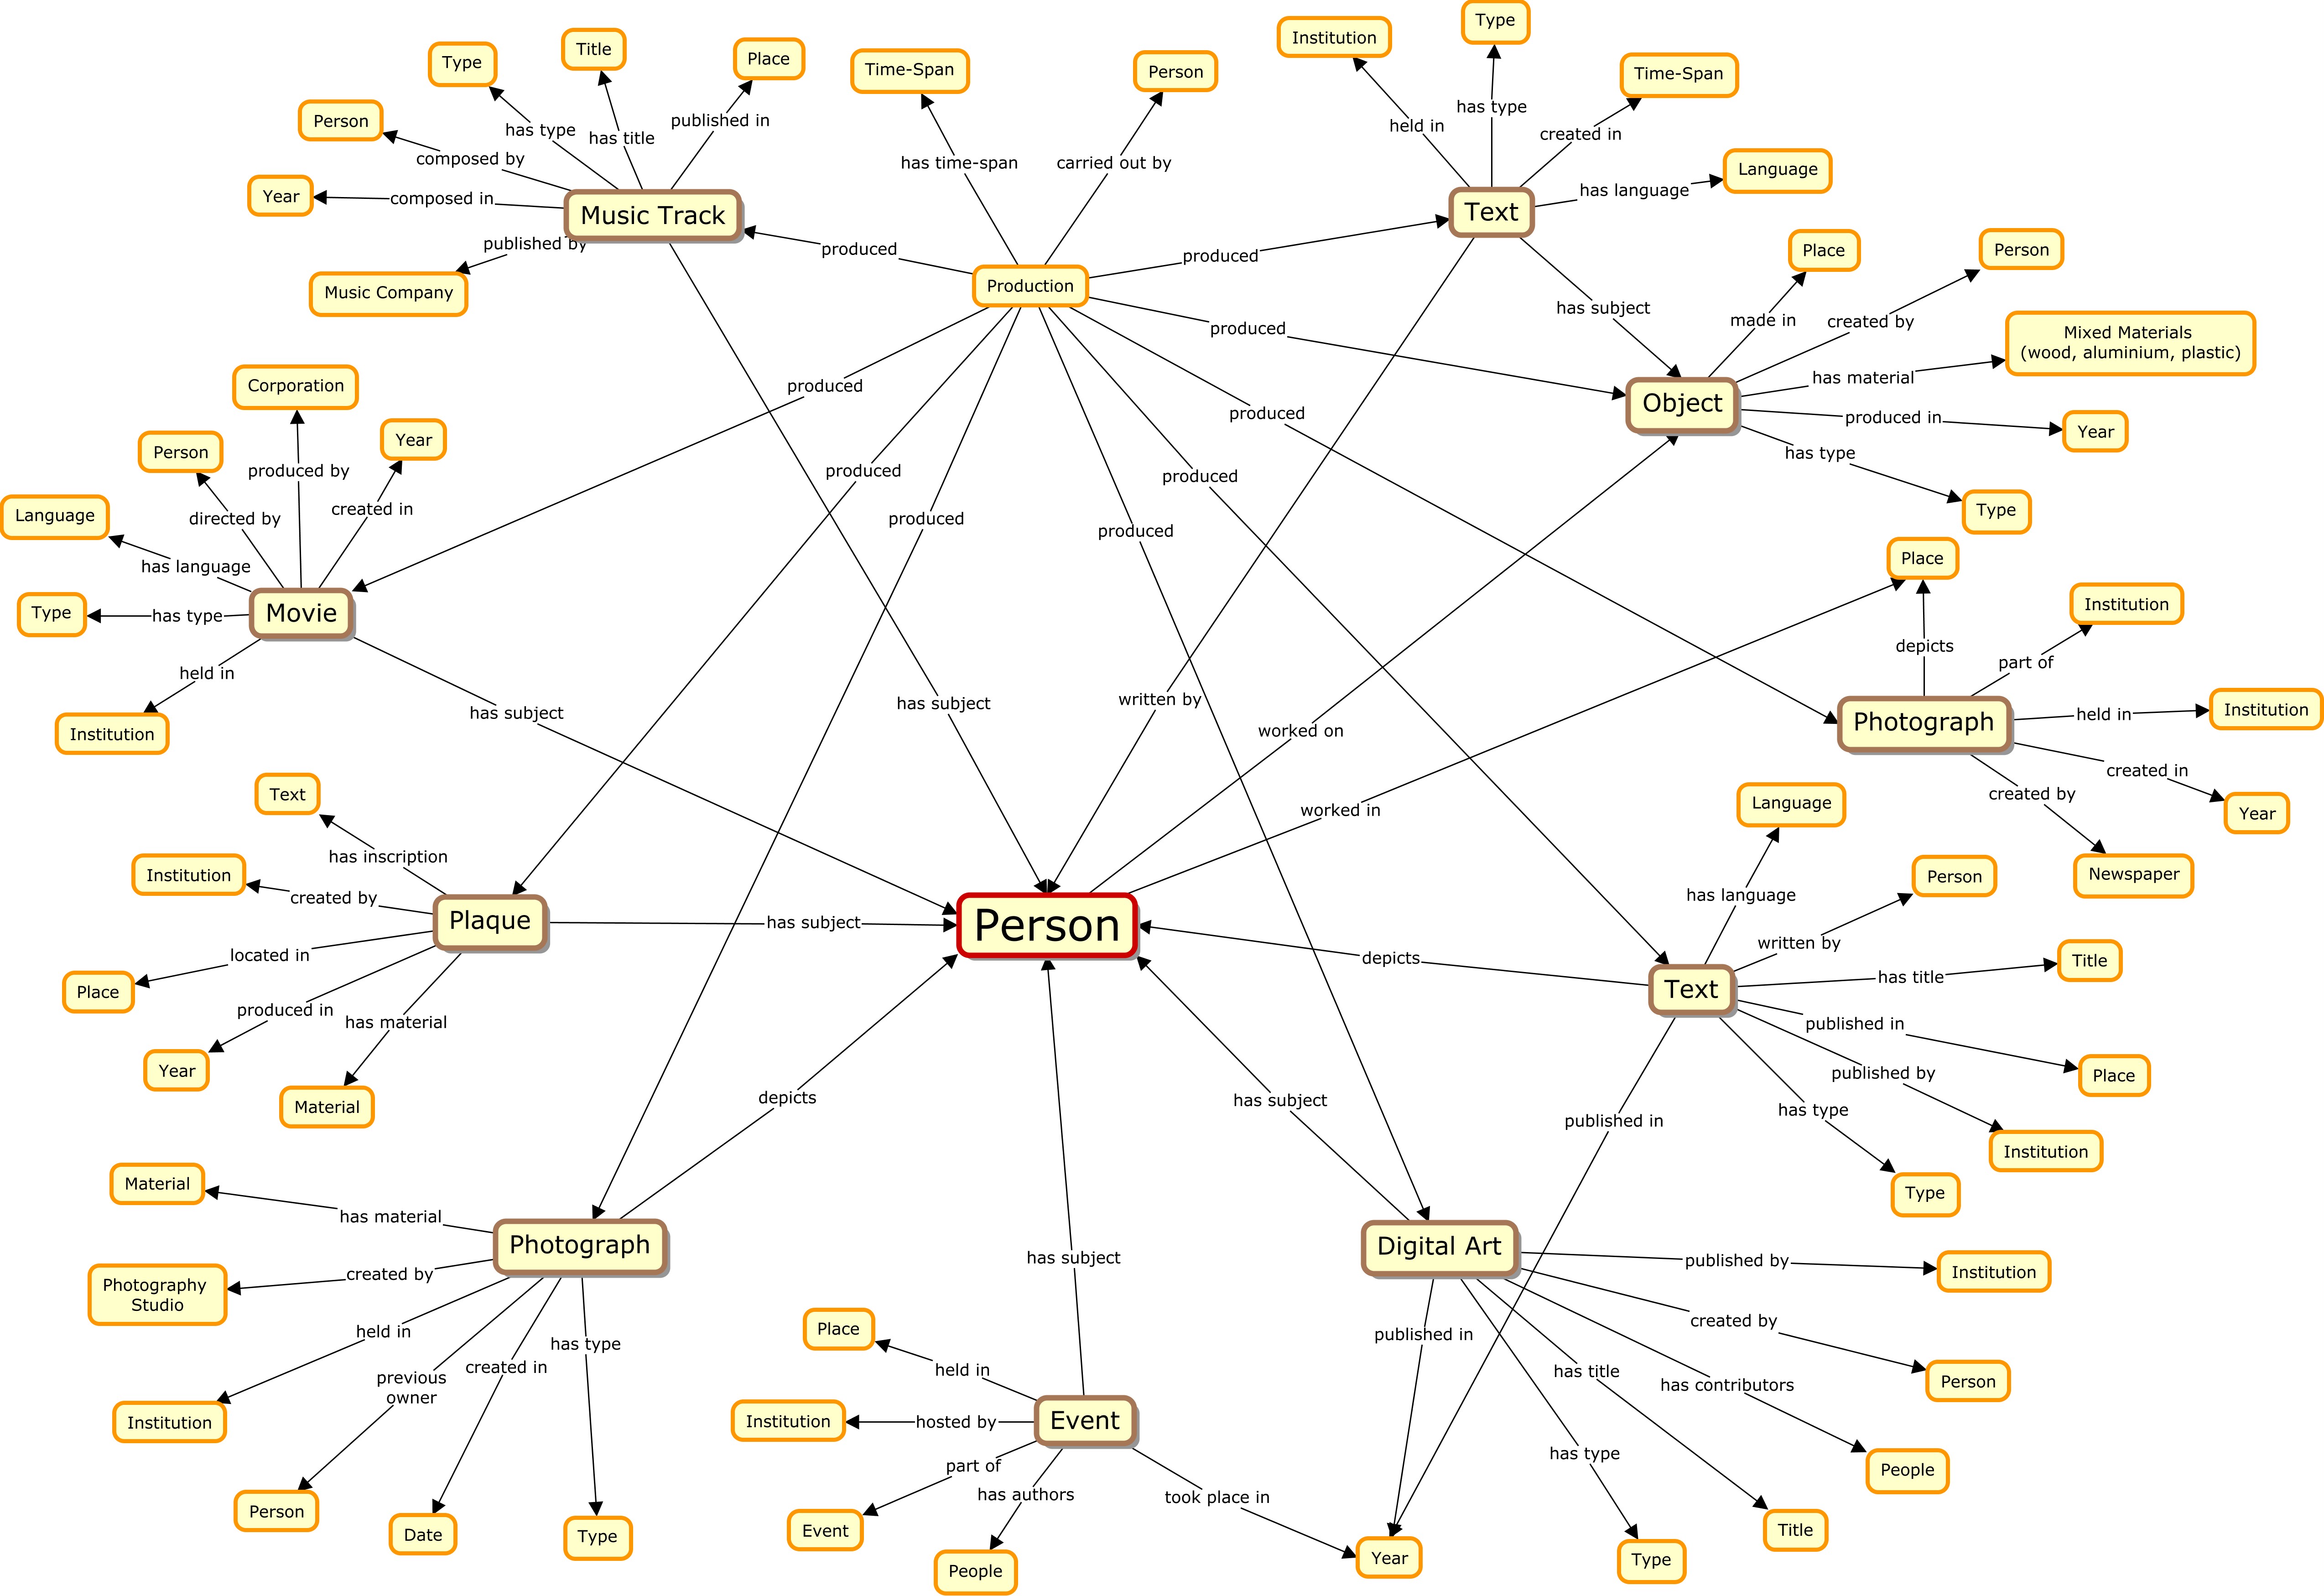 Type
Title
Place
Time-Span
Person
Institution
Type
Time-Span
Person
has type
has title
published in
composed by
Year
composed in
Music Track
published by
Music Company
has time-span
carried out by
held in
has type
created in
has language
Language
Text
produced
Production
produced
produced
has subject
Place
Person
made in
created by
Mixed Materials
(wood, aluminium, plastic)
has material
Object
produced in
Year
has type
Type
Corporation
Person
Year
produced by
directed by
created in
Language
has language
Type
has type
Movie
held in
Institution
has subject
produced
produced
produced
produced
produced
produced
has subject
written by
worked on
worked in
Place
Institution
depicts
part of
Photograph
held in
Institution
created in
Year
created by
Newspaper
Text
has inscription
Institution
created by
Plaque
located in
Place
produced in
Year
has material
Material
has subject
Person
depicts
Language
has language
Person
written by
Text
has title
Title
published in
Place
published by
Institution
has type
Type
published in
depicts
has subject
has subject
Material
has material
Photograph
Photography
Studio
created by
held in
Institution
previous
owner
Person
created in
Date
has type
Type
Place
held in
Institution
hosted by
Event
part of
Event
has authors
People
took place in
Year
Digital Art
published in
published by
Institution
created by
Person
has contributors
People
has title
Title
has type
Type